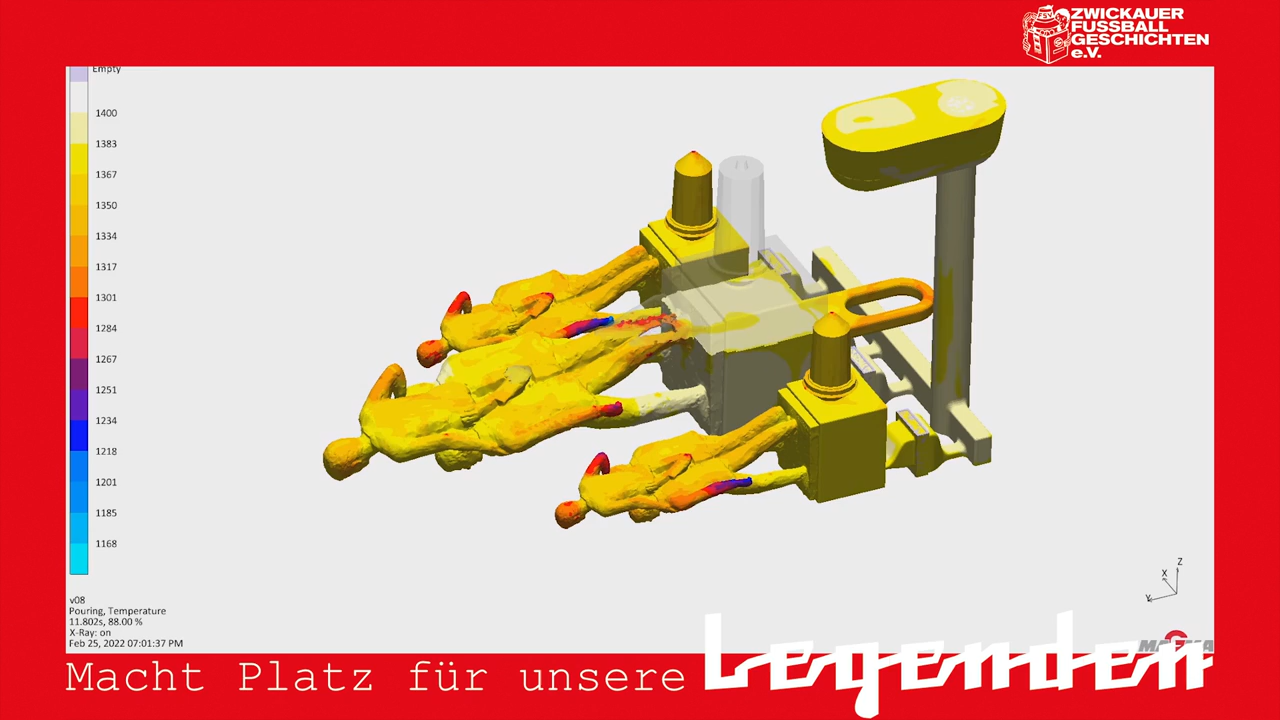 ZWICKAUER
FUSSBALL
GESCHICHTEN
e.V.
Empty
1400
1383
1367
1350
1334
1317
1301
1284
1267
1251
1234
1218
1201
1185
1168
v08
Pouring, Temperature
11.802s, 88.00 %
X-Ray: on
Feb 25, 2022 07:01:37 PM
Z
X
Y
Macht Platz für unsere Legenden